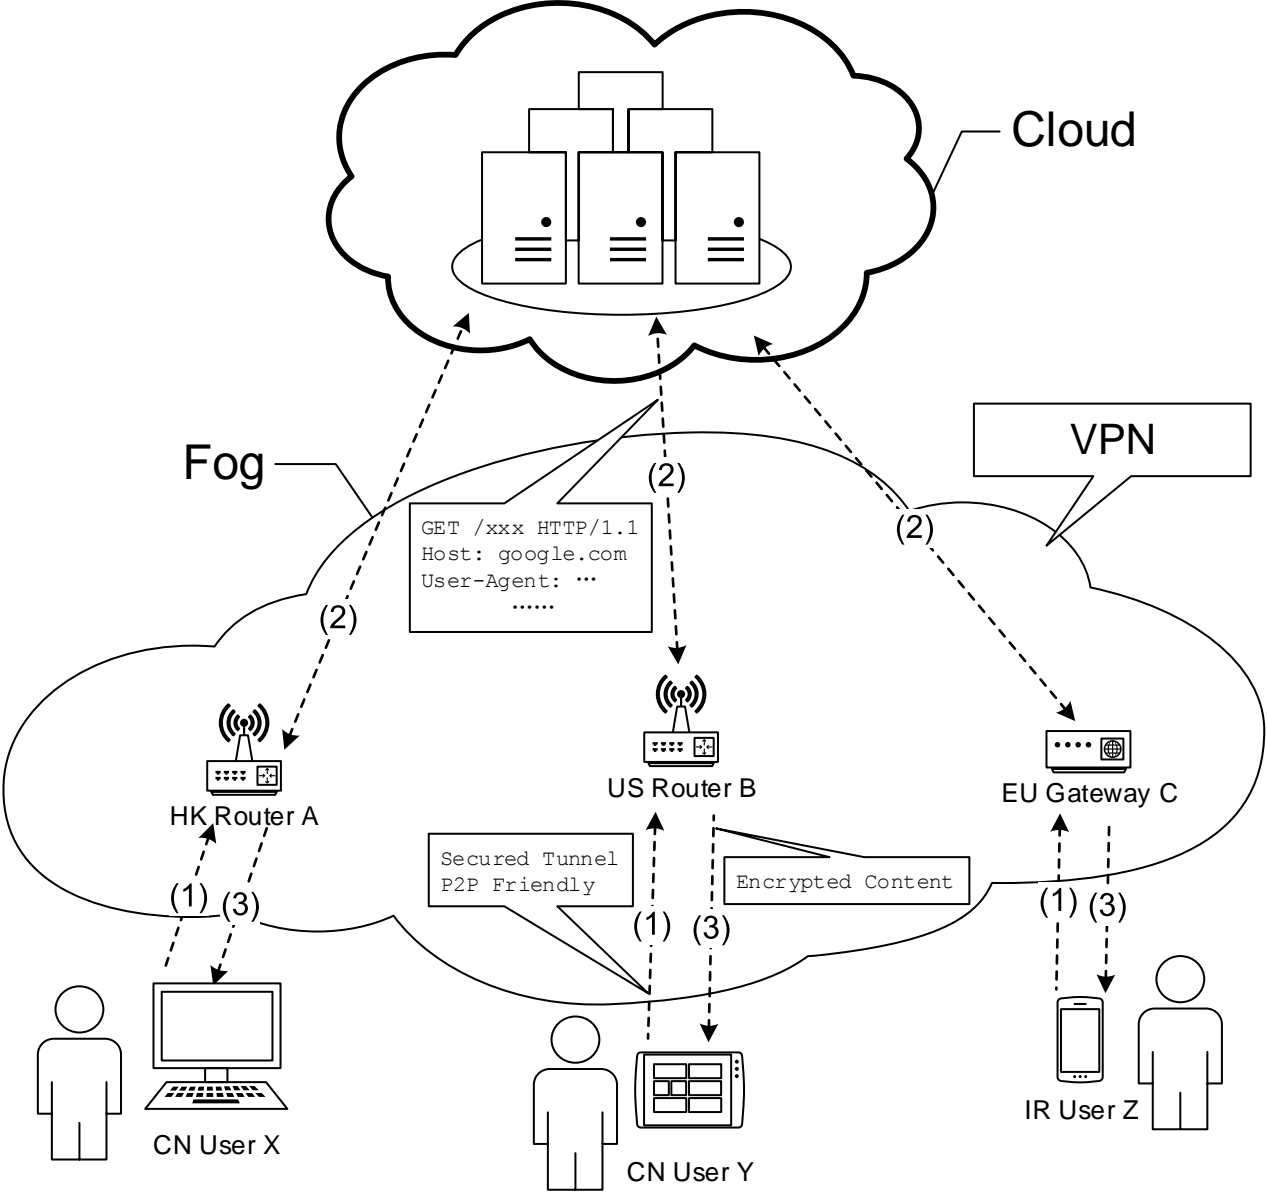 Cloud
VPN
Fog
(2)
(2)
GET /xxx HTTP/1.1
Host: google.com
User-Agent: ···
······
(2)
HK Router A
US Router B
EU Gateway C
Secured Tunnel
P2P Friendly
Encrypted Content
(1)
(3)
(1)
(3)
(1)
(3)
CN User X
CN User Y
IR User Z